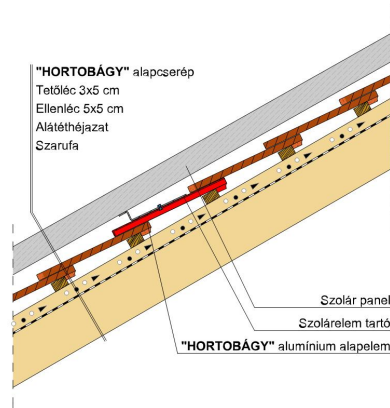 "HORTOBÁGY" alapcserép
Tetőléc 3x5 cm
Ellenléc 5x5 cm
Alátéthéjazat
Szarufa
Szolár panel
Szolárelem tartó
"HORTOBÁGY" alumínium alapelem